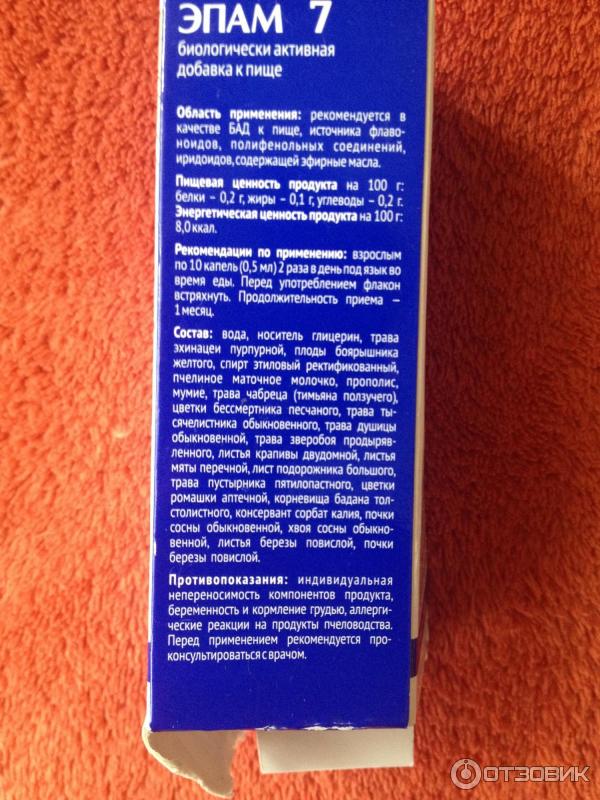 ЭПАМ 7
биологически активная
добавка к пище
Область применения: рекомендуется в
качестве БАД к пище, источника флаво-
ноидов, полифенольных соединений,
иридоидов, содержащей эфирные масла.
Пищевая ценность продукта на 100 г:
белки – 0,2 г, жиры – 0,1 г, углеводы – 0,2 г.
Энергетическая ценность продукта на 100 г:
8,0 ккал.
Рекомендации по применению: взрослым
по 10 капель (0,5 мл) 2 раза в день под язык во
время еды. Перед употреблением флакон
встряхнуть. Продолжительность приема –
1 месяц.
Состав: вода, носитель глицерин, трава
эхинацеи пурпурной, плоды боярышника
желтого, спирт этиловый ректификованный,
пчелиное маточное молочко, прополис,
мумие, трава чабреца (тимьяна ползучего),
цветки бессмертника песчаного, трава ты-
сячелистника обыкновенного, трава душицы
обыкновенной, трава зверобоя продыряв-
ленного, листья крапивы двудомной, листья
мяты перечной, лист подорожника большого,
трава пустырника пятилопастного, цветки
ромашки аптечной, корневища бадана тол-
столистного, консервант сорбат калия, почки
сосны обыкновенной, хвоя сосны обыкно-
венной, листья березы повислой, почки
березы повислой.
Противопоказания: индивидуальная
непереносимость компонентов продукта,
беременность и кормление грудью, аллерги-
ческие реакции на продукты пчеловодства.
Перед применением рекомендуется про-
консультироваться с врачом.
ОТЗОВИК